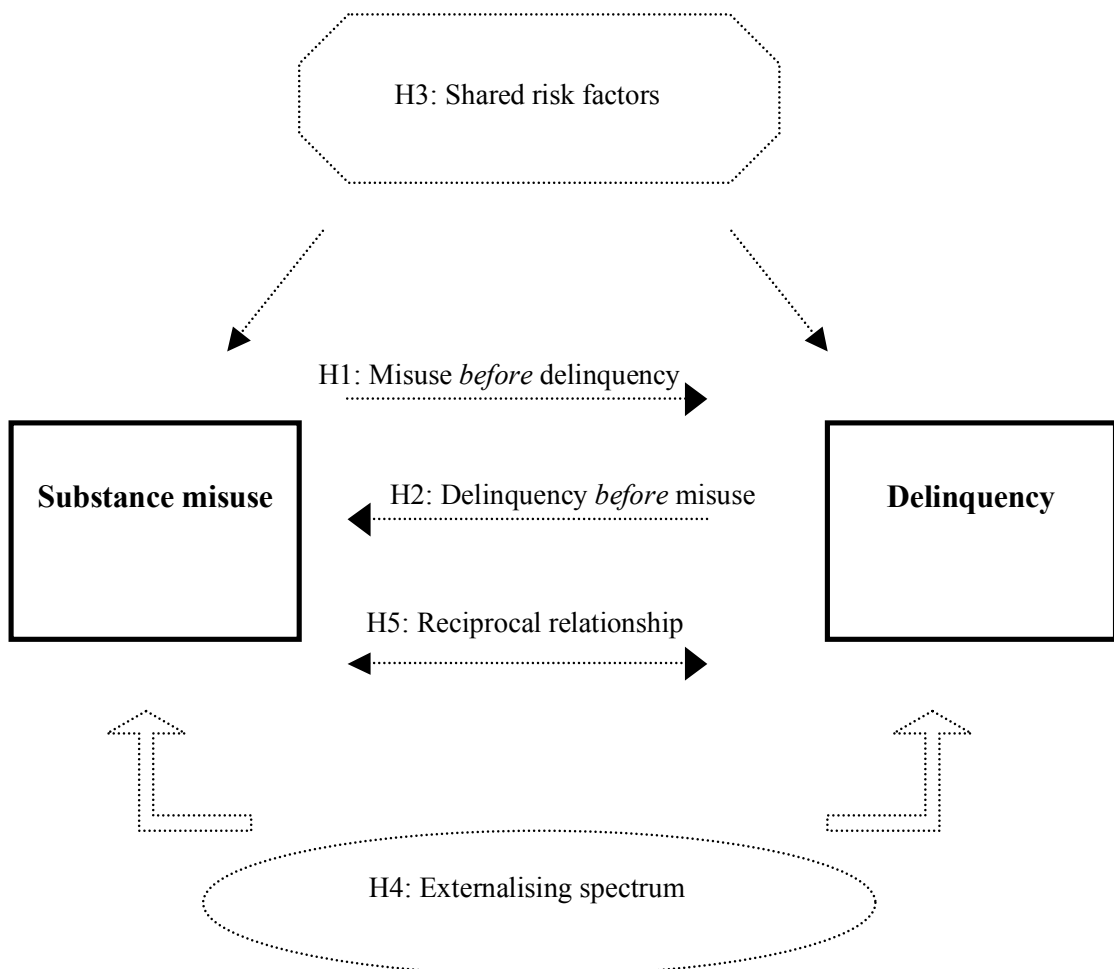 H3: Shared risk factors
H1: Misuse before delinquency
Substance misuse
H2: Delinquency before misuse
Delinquency
H5: Reciprocal relationship
H4: Externalising spectrum